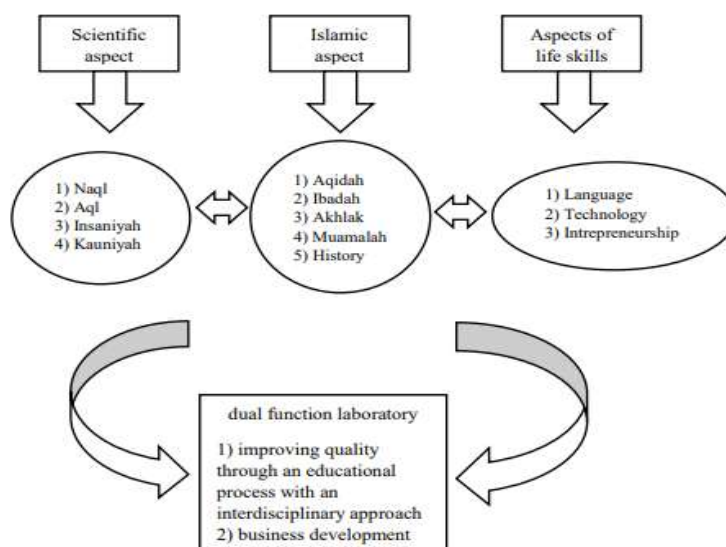 Scientific
aspect
Islamic
aspect
Aspects of
life skills
1) Naql
2) Aql
3) Insaniyah
4) Kauniyah
1) Aqidah
2) Ibadah
3) Akhlak
4) Muamalah
5) History
1) Language
2) Technology
3) Intrepreneurship
dual function laboratory
1) improving quality
through an educational
process with an
interdisciplinary approach
2) business development